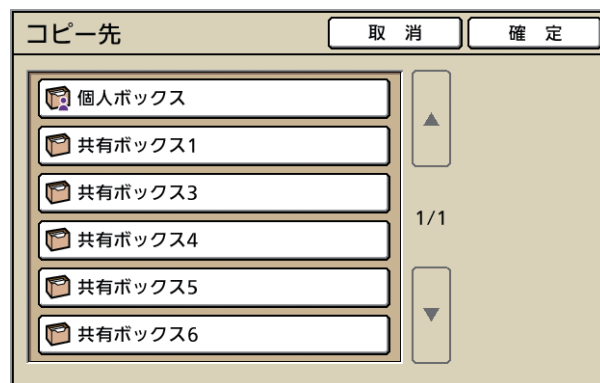 コピー先
取 消
確 定
個人ボックス
共有ボックス1
共有ボックス3
共有ボックス4
共有ボックス5
共有ボックス6
1/1